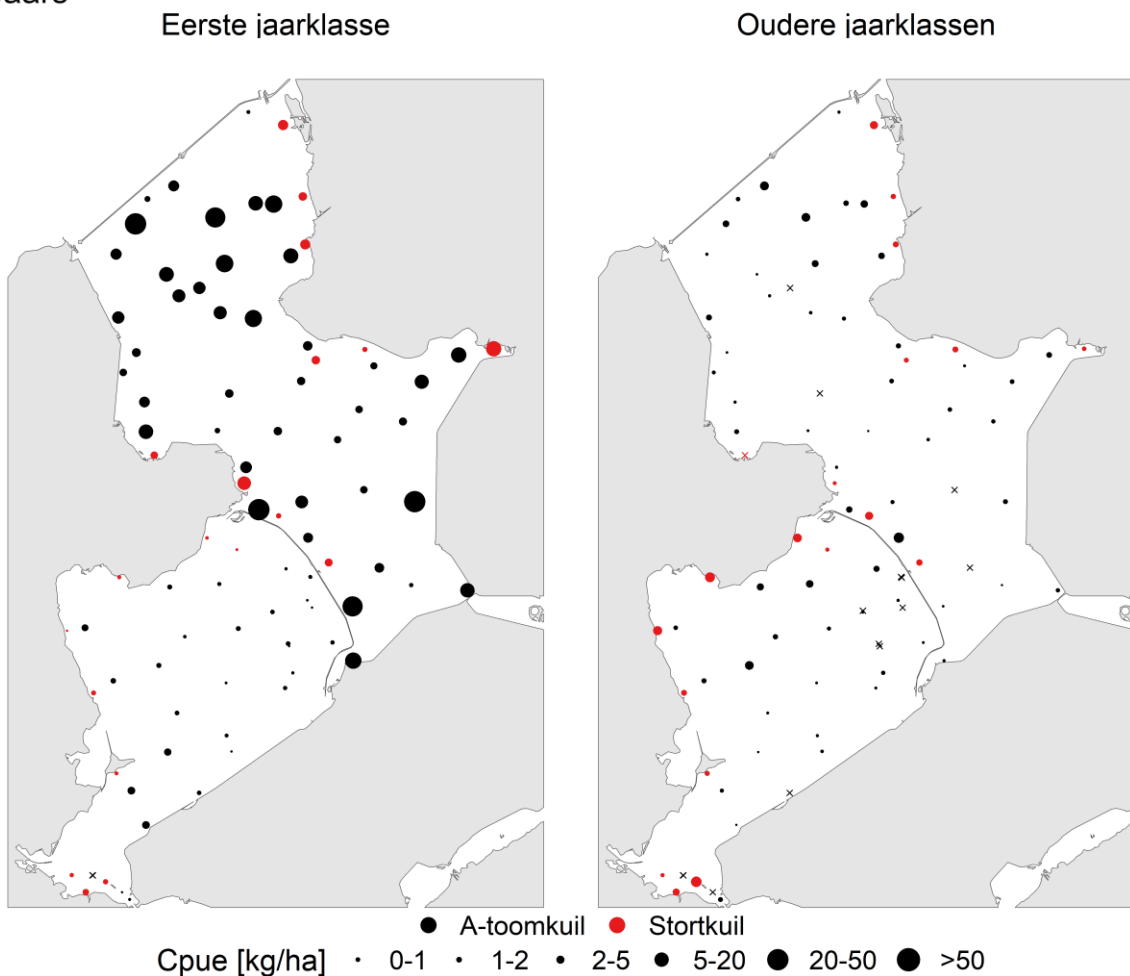 Eerste jaarklasse
Oudere jaarklassen
A-toomkuil Stortkuil
Cpue [kg/ha] 0-1 1-2 2-5 5-20 20-50 >50